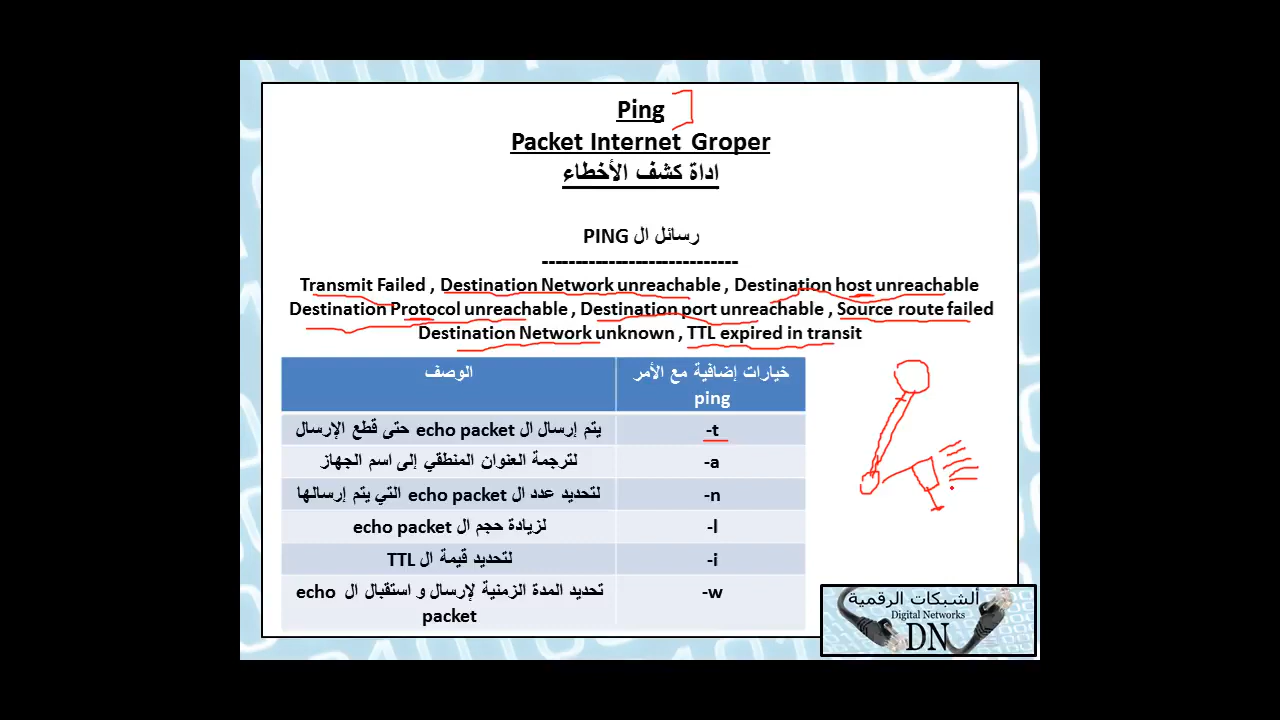 Ping
Packet Internet Groper
اداة كشف الأخطاء
رسائل ال PING
---------------------------
Transmit Failed , Destination Network unreachable , Destination host unreachable
Destination Protocol unreachable , Destination port unreachable , Source route failed
Destination Network unknown , TTL expired in transit
خيارات إضافية مع الأمر ping
الوصف
-t
يتم إرسال ال echo packet حتى قطع الإرسال
-a
لترجمة العنوان المنطقي إلى اسم الجهاز
-n
لتحديد عدد ال echo packet التي يتم إرسالها
-l
لزيادة حجم ال echo packet
-i
لتحديد قيمة ال TTL
-w
تحديد المدة الزمنية لإرسال و استقبال ال echo packet
ألشبكات الرقمية
Digital Networks
DN